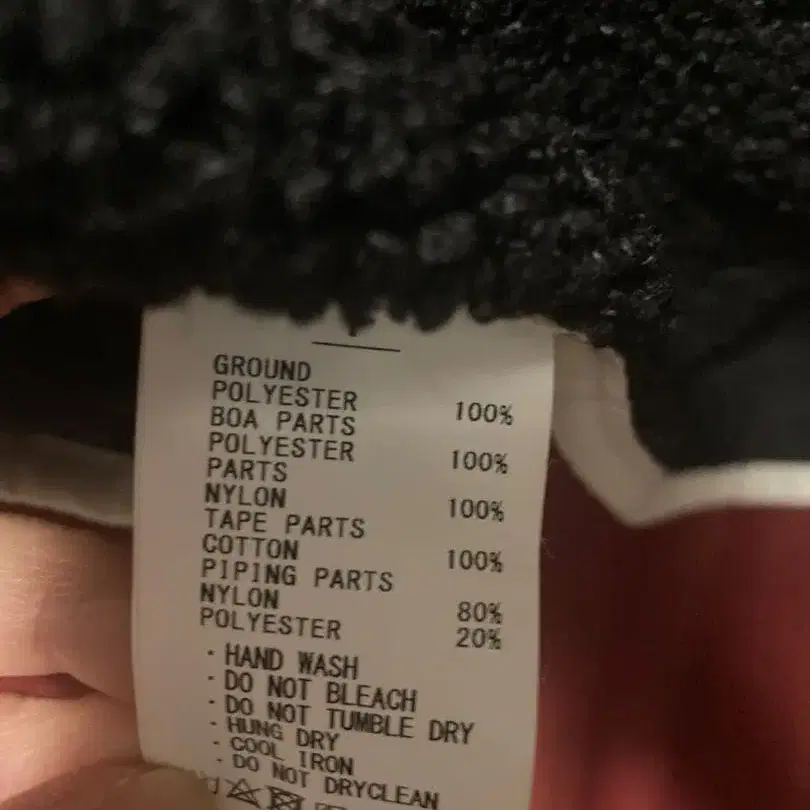 GROUND
POLYESTER 100%
BOA PARTS
POLYESTER 100%
PARTS
NYLON 100%
TAPE PARTS
COTTON 100%
PIPING PARTS
NYLON 80%
POLYESTER 20%
・HAND WASH
・DO NOT BLEACH
・DO NOT TUMBLE DRY
・HUNG DRY
・COOL IRON
・DO NOT DRYCLEAN